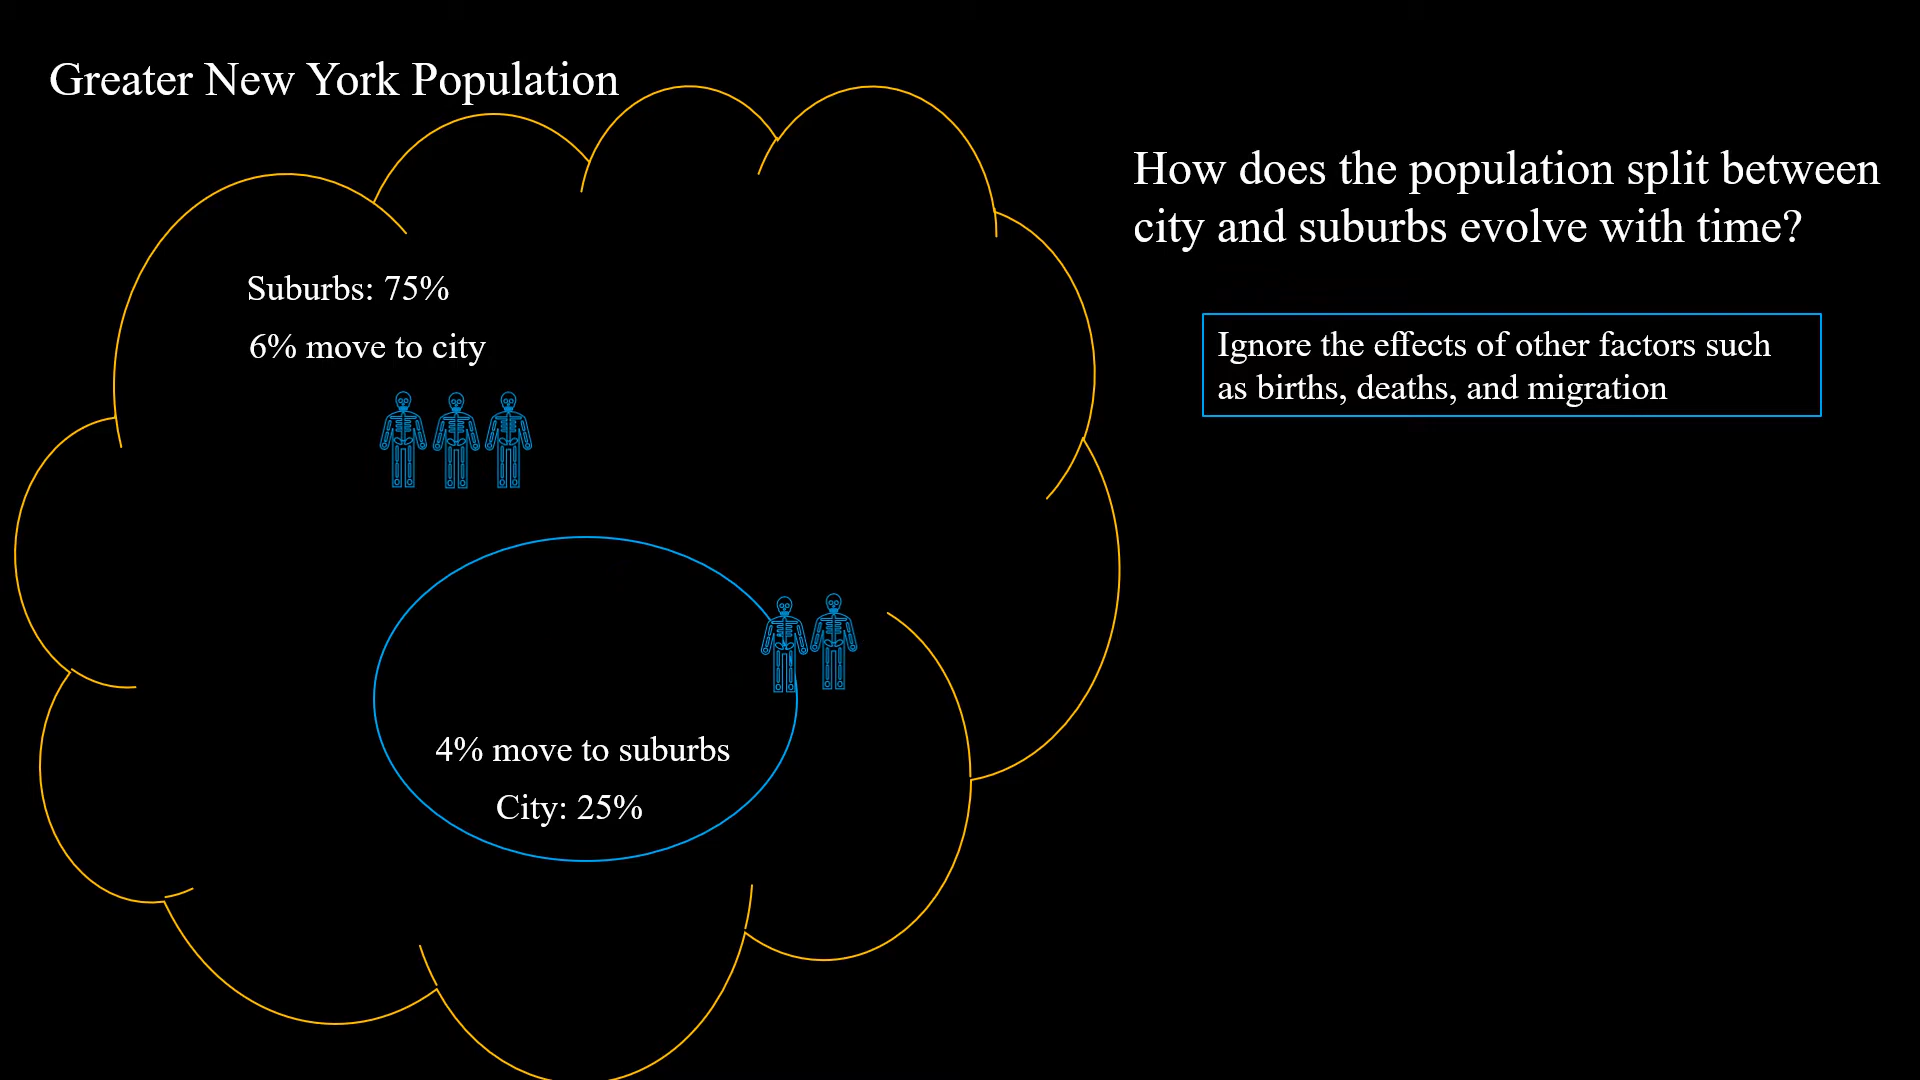 Greater New York Population
How does the population split between
city and suburbs evolve with time?
Suburbs: 75%
6% move to city
Ignore the effects of other factors such
as births, deaths, and migration
4% move to suburbs
City: 25%